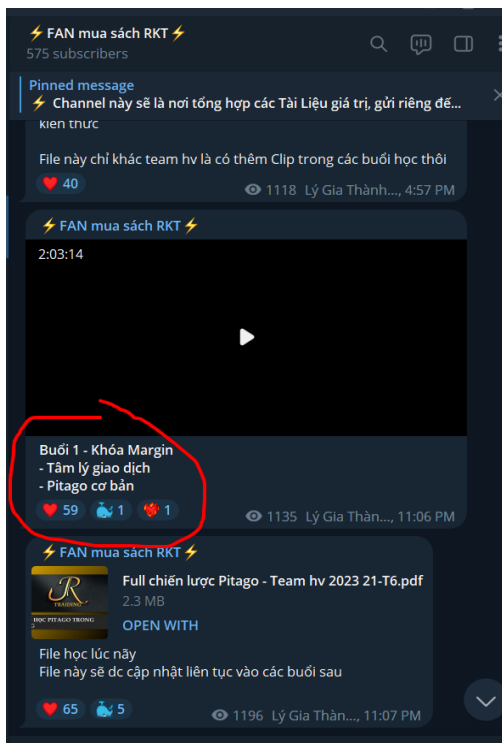 ⚡ FAN mua sách RKT ⚡
575 subscribers
Pinned message
⚡ Channel này sẽ là nơi tổng hợp các Tài Liệu giá trị, gửi riêng đế...
kiến thức
File này chỉ khác team hv là có thêm Clip trong các buổi học thôi
❤️ 40
1118 Lý Gia Thành..., 4:57 PM
⚡ FAN mua sách RKT ⚡
2:03:14
Buổi 1 - Khóa Margin
- Tâm lý giao dịch
- Pitago cơ bản
❤️ 59 🐳 1 ❤️‍🔥 1
1135 Lý Gia Thàn..., 11:06 PM
⚡ FAN mua sách RKT ⚡
Full chiến lược Pitago - Team hv 2023 21-T6.pdf
2.3 MB
OPEN WITH
JR
TRAIDING
HỌC PITAGO TRONG
File học lúc nãy
File này sẽ dc cập nhật liên tục vào các buổi sau
❤️ 65 🐳 5
1196 Lý Gia Thàn..., 11:07 PM